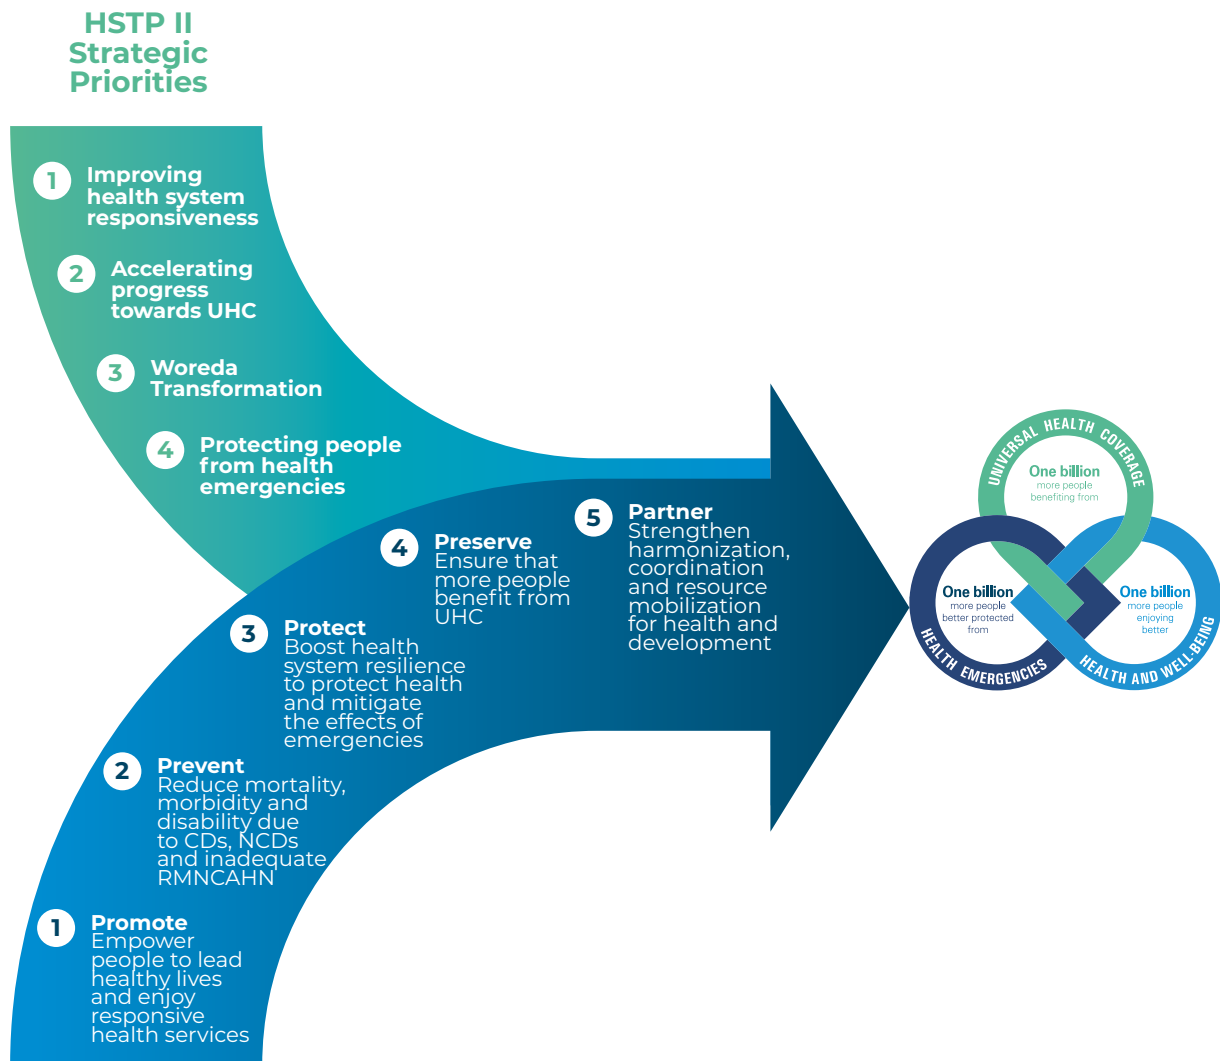 HSTP II
Strategic
Priorities
1
Improving
health system
responsiveness
2
Accelerating
progress
towards UHC
3
Woreda
Transformation
4
Protecting people
from health
emergencies
1
Promote
Empower
people to lead
healthy lives
and enjoy
responsive
health services
2
Prevent
Reduce mortality,
morbidity and
disability due
to CDs, NCDs
and inadequate
RMNCAHN
3
Protect
Boost health
system resilience
to protect health
and mitigate
the effects of
emergencies
4
Preserve
Ensure that
more people
benefit from
UHC
5
Partner
Strengthen
harmonization,
coordination
and resource
mobilization
for health and
development
UNIVERSAL HEALTH COVERAGE
One billion
more people
benefiting from
One billion
more people
better protected
from
HEALTH EMERGENCIES
One billion
more people
enjoying
better
HEALTH AND WELL-BEING